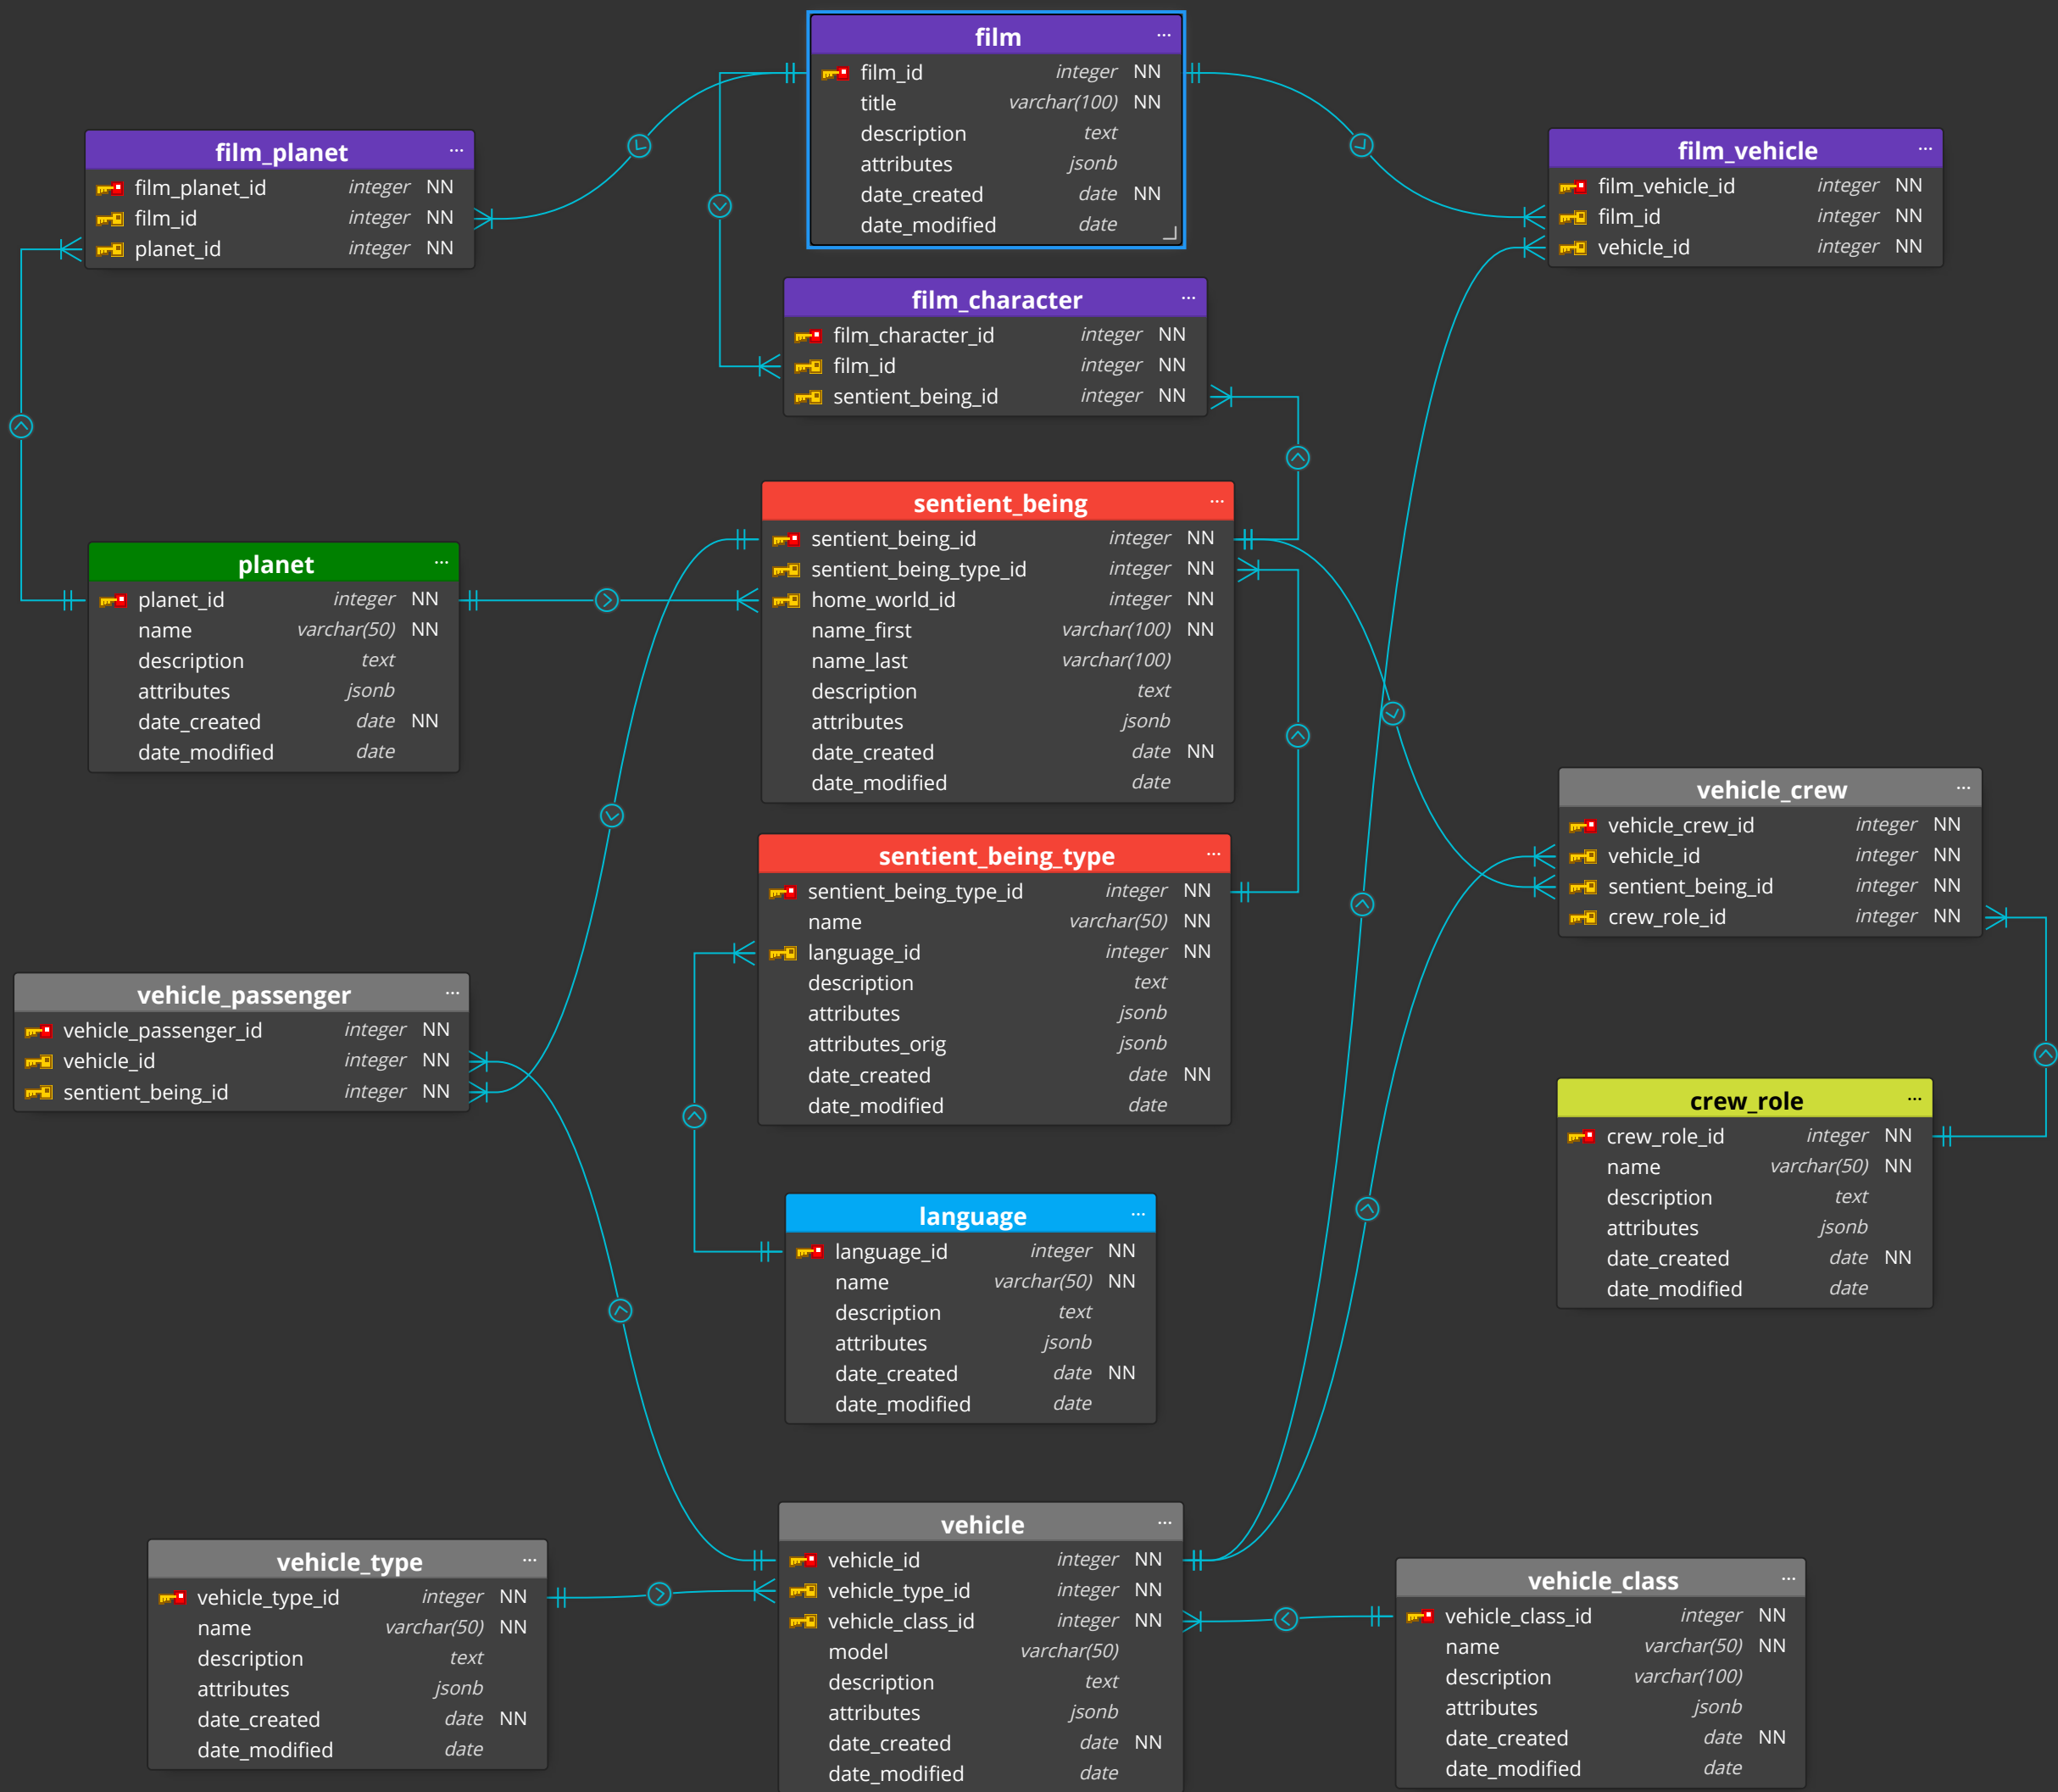 film ...
film_id integer NN
title varchar(100) NN
description text
attributes jsonb
date_created date NN
date_modified date
film_planet ...
film_planet_id integer NN
film_id integer NN
planet_id integer NN
film_vehicle ...
film_vehicle_id integer NN
film_id integer NN
vehicle_id integer NN
film_character ...
film_character_id integer NN
film_id integer NN
sentient_being_id integer NN
planet ...
planet_id integer NN
name varchar(50) NN
description text
attributes jsonb
date_created date NN
date_modified date
sentient_being ...
sentient_being_id integer NN
sentient_being_type_id integer NN
home_world_id integer NN
name_first varchar(100) NN
name_last varchar(100)
description text
attributes jsonb
date_created date NN
date_modified date
vehicle_crew ...
vehicle_crew_id integer NN
vehicle_id integer NN
sentient_being_id integer NN
crew_role_id integer NN
sentient_being_type ...
sentient_being_type_id integer NN
name varchar(50) NN
language_id integer NN
description text
attributes jsonb
attributes_orig jsonb
date_created date NN
date_modified date
vehicle_passenger ...
vehicle_passenger_id integer NN
vehicle_id integer NN
sentient_being_id integer NN
crew_role ...
crew_role_id integer NN
name varchar(50) NN
description text
attributes jsonb
date_created date NN
date_modified date
language ...
language_id integer NN
name varchar(50) NN
description text
attributes jsonb
date_created date NN
date_modified date
vehicle_type ...
vehicle_type_id integer NN
name varchar(50) NN
description text
attributes jsonb
date_created date NN
date_modified date
vehicle ...
vehicle_id integer NN
vehicle_type_id integer NN
vehicle_class_id integer NN
model varchar(50)
description text
attributes jsonb
date_created date NN
date_modified date
vehicle_class ...
vehicle_class_id integer NN
name varchar(50) NN
description varchar(100)
attributes jsonb
date_created date NN
date_modified date